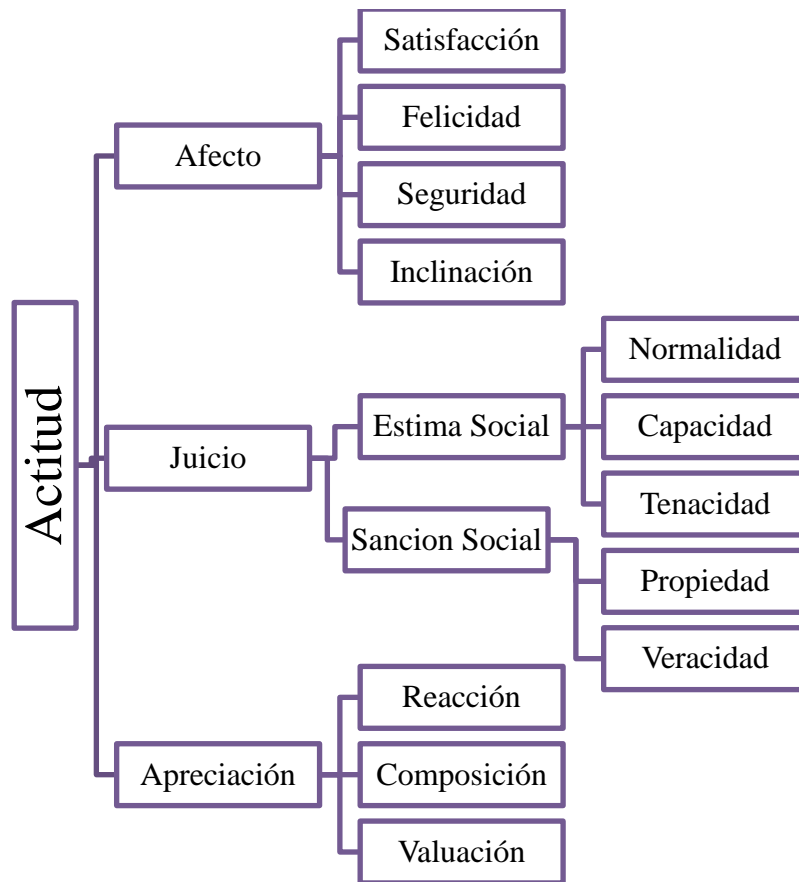 Actitud
Afecto
Satisfacción
Felicidad
Seguridad
Inclinación
Juicio
Estima Social
Normalidad
Capacidad
Tenacidad
Sancion Social
Propiedad
Veracidad
Apreciación
Reacción
Composición
Valuación